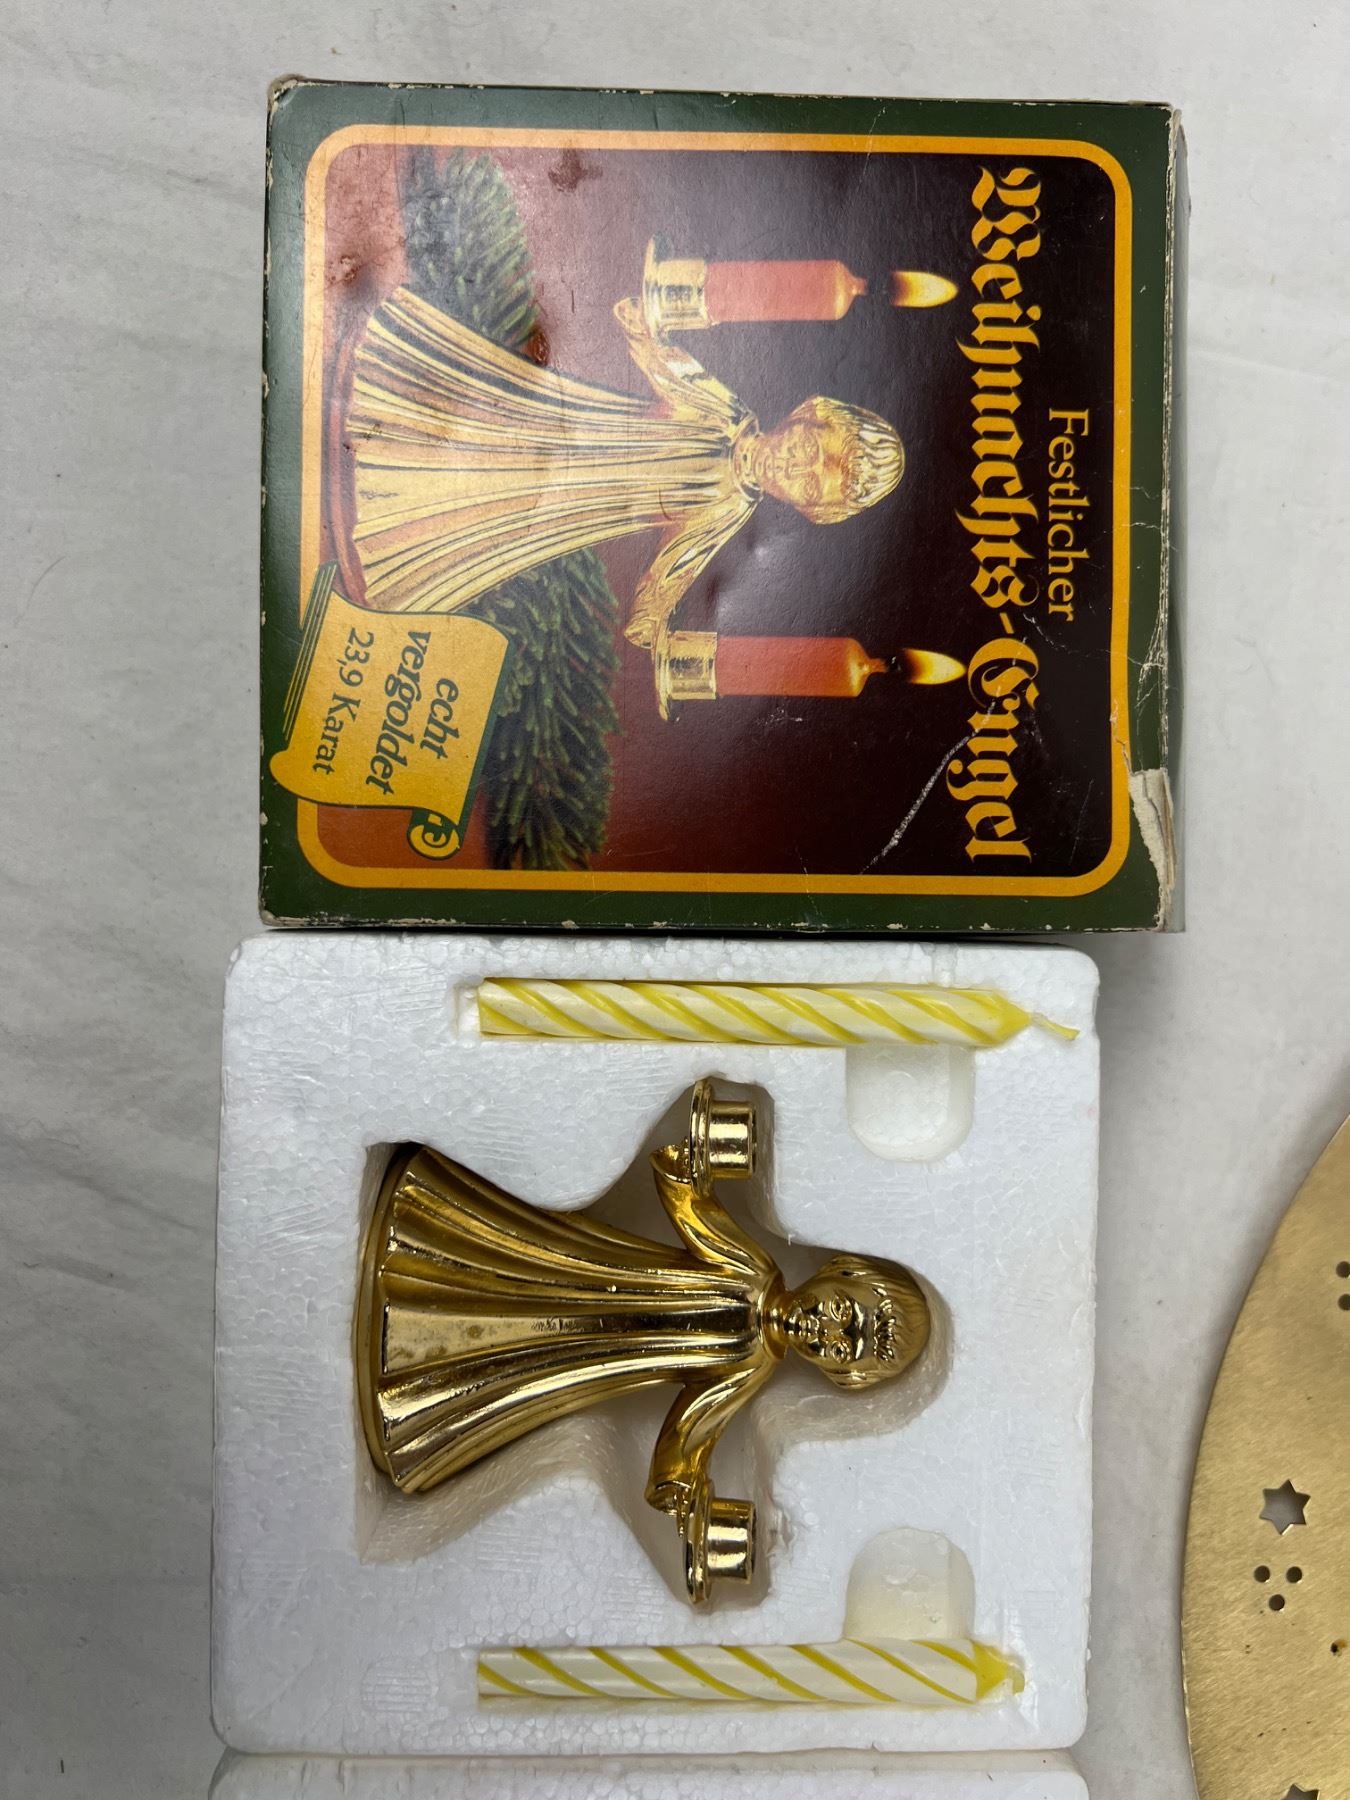 Festlicher
Weihnachts-Engel
echt
vergoldet
23,9 Karat